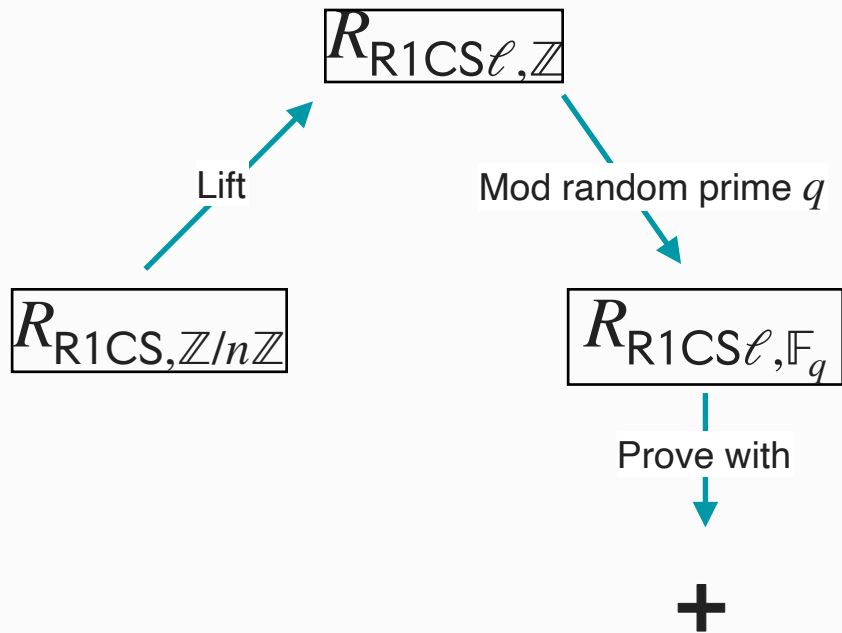 R_{R1CSℓ,ℤ}
Lift
Mod random prime q
R_{R1CS,ℤ/nℤ}
R_{R1CSℓ,𝔽_q}
Prove with
+